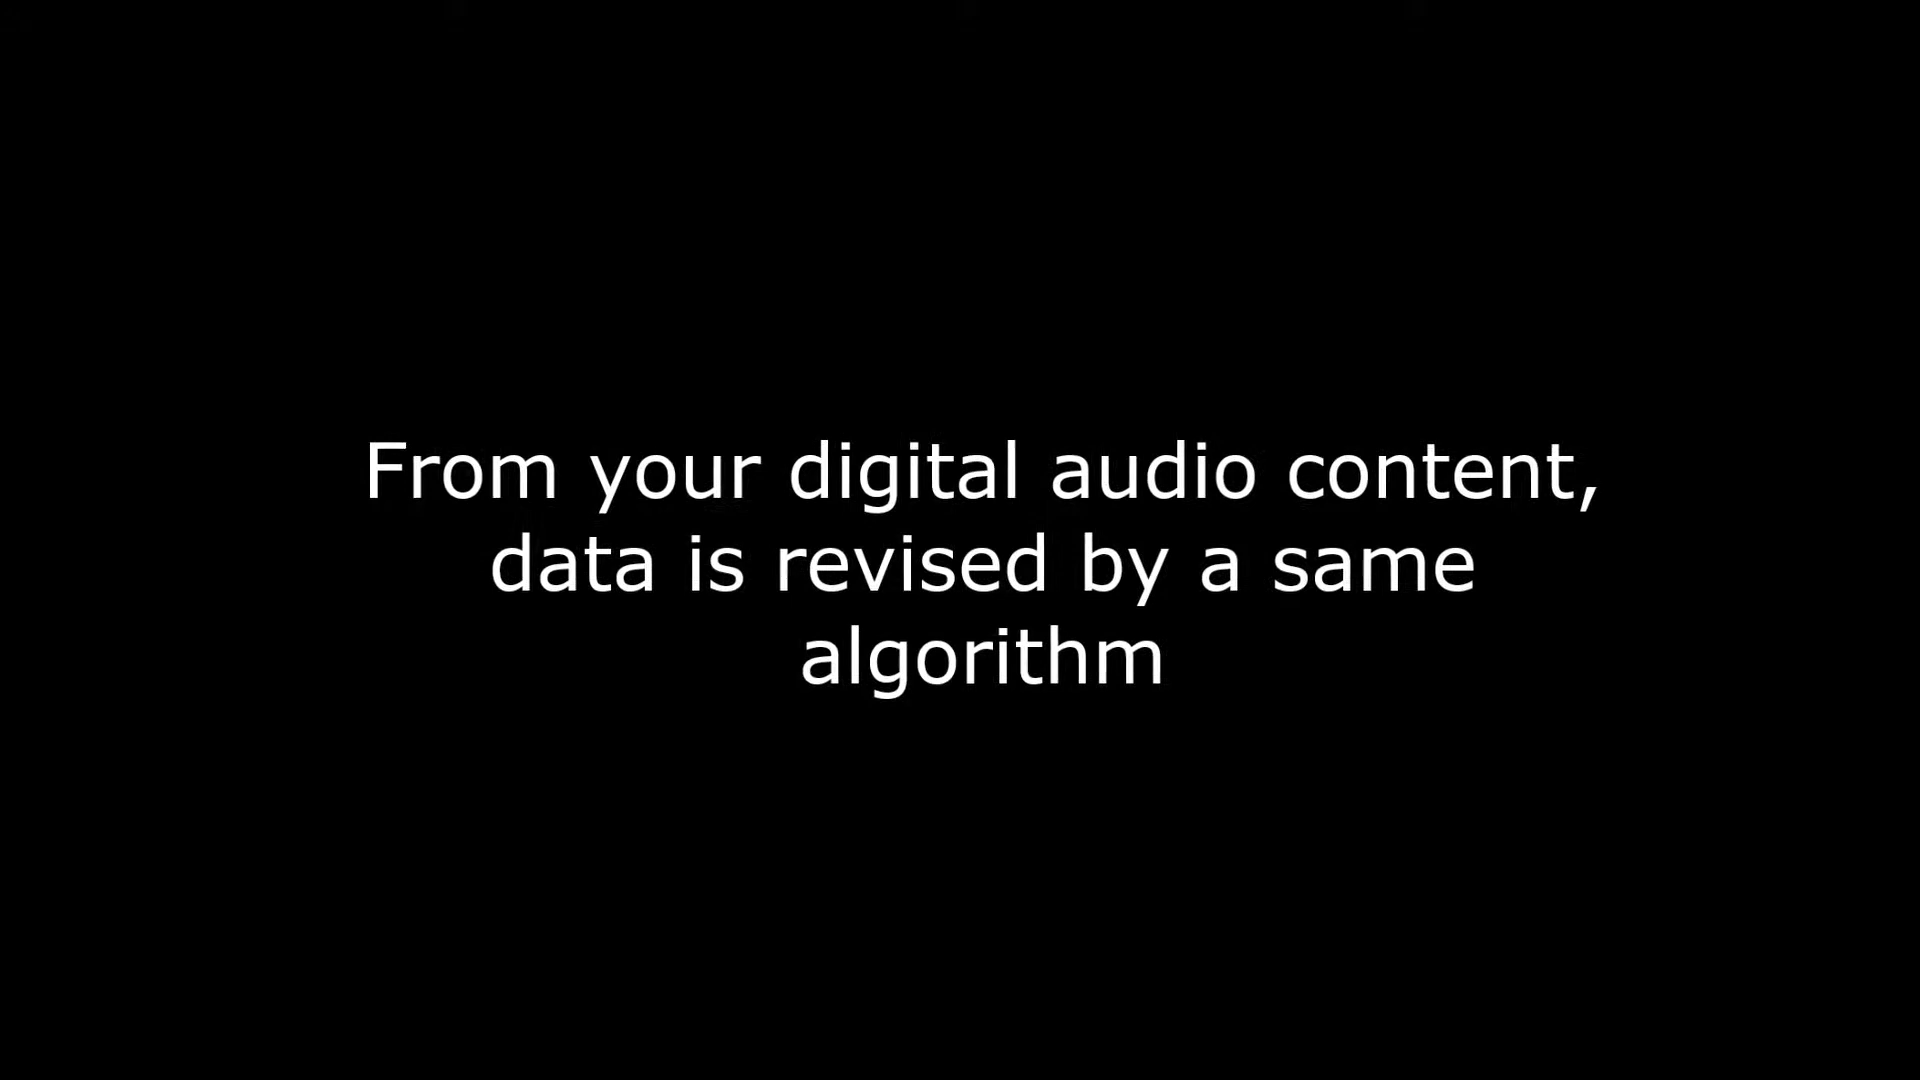 From your digital audio content,
data is revised by a same
algorithm